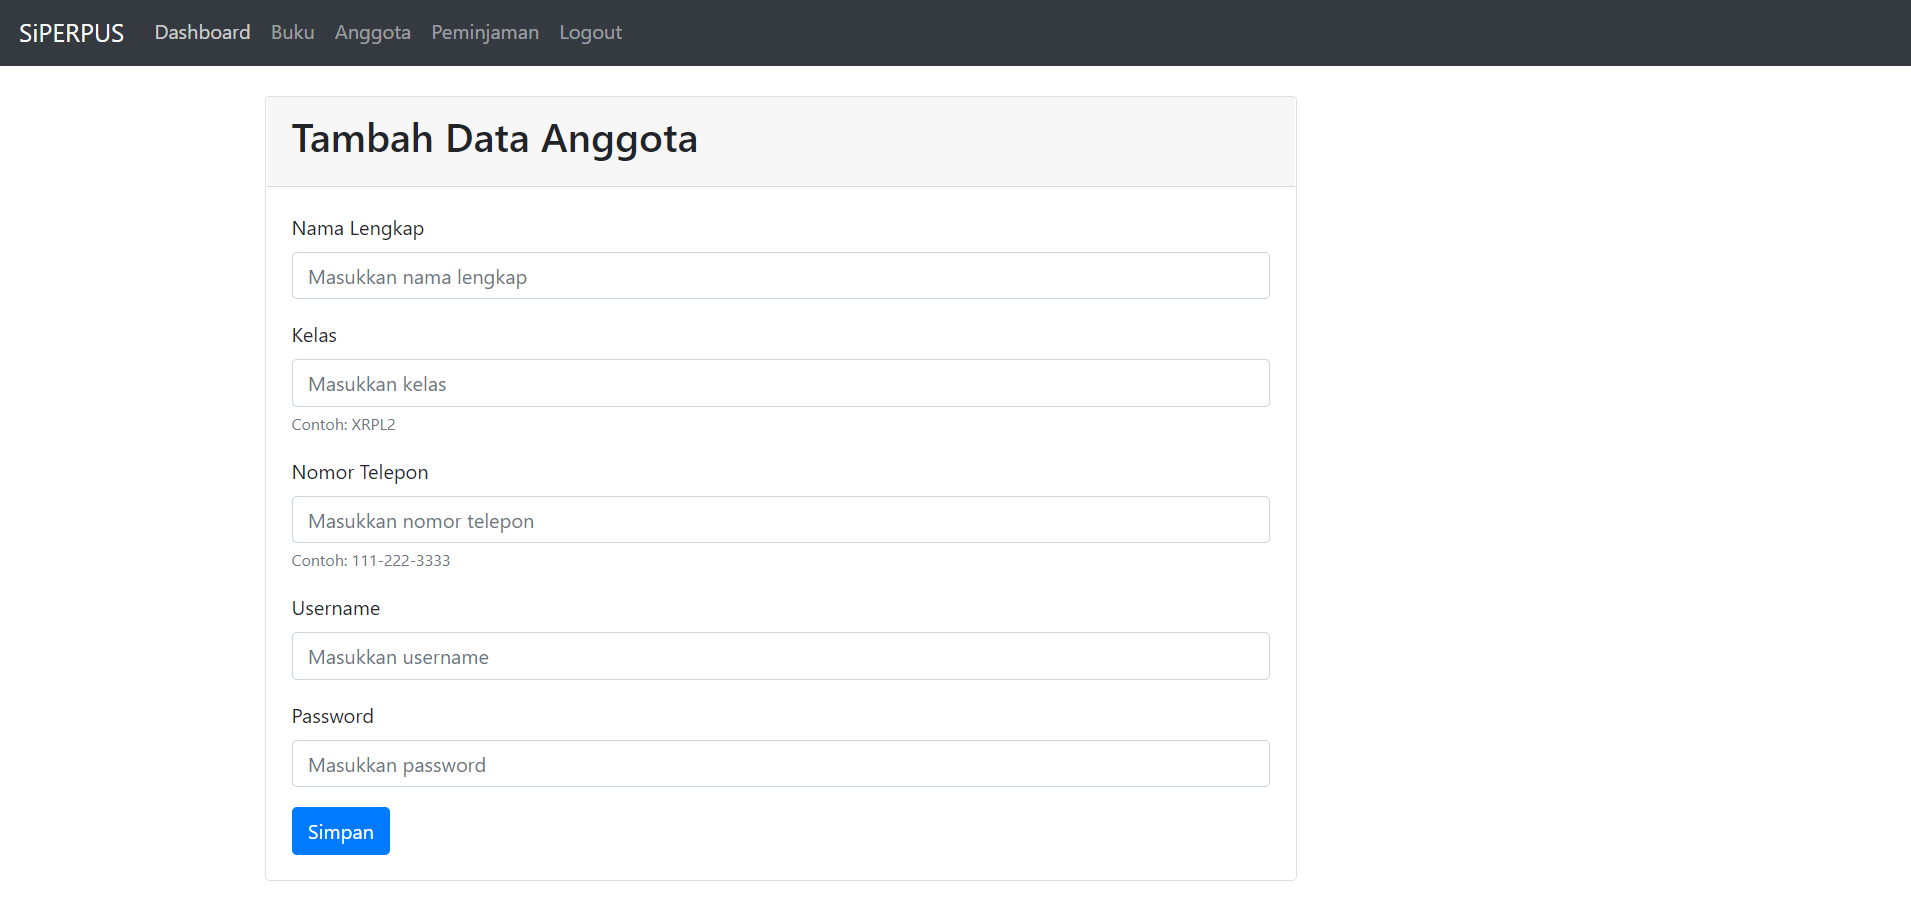 SiPERPUS Dashboard Buku Anggota Peminjaman Logout
Tambah Data Anggota
Nama Lengkap
Masukkan nama lengkap
Kelas
Masukkan kelas
Contoh: XRPL2
Nomor Telepon
Masukkan nomor telepon
Contoh: 111-222-3333
Username
Masukkan username
Password
Masukkan password
Simpan